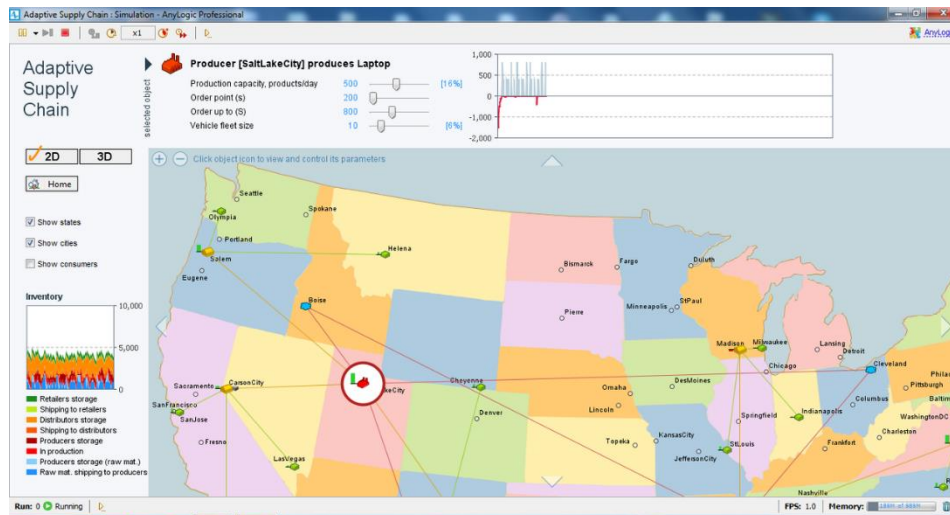 Adaptive Supply Chain : Simulation - AnyLogic Professional
x1
AnyLog
Adaptive
Supply
Chain
selected object
Producer [SaltLakeCity] produces Laptop
Production capacity, products/day 500 [16%]
Order point (s) 200
Order up to (S) 800
Vehicle fleet size 10 [6%]
1,000
500
0
-1,000
-2,000
2D 3D
Home
Show states
Show cities
Show consumers
Click object icon to view and control its parameters
Seattle
Olympia
Spokane
Portland
Salem
Helena
Eugene
Bismarck
Fargo
Duluth
Boise
Pierre
Minneapolis
StPaul
Madison
Milwaukee
Lansing
Detroit
Chicago
Cleveland
Sacramento
CarsonCity
keCity
Cheyenne
Omaha
DesMoines
Phila
Pittsburgh
SanFrancisco
SanJose
Denver
Lincoln
Springfield
Indianapolis
Columbus
Baltim
WashingtonDC
Fresno
LasVegas
Topeka
KansasCity
JeffersonCity
StLouis
Frankfort
Charleston
Nashville
Inventory
10,000
5,000
0
Retailers storage
Shipping to retailers
Distributors storage
Shipping to distributors
Producers storage
In production
Producers storage (raw mat.)
Raw mat. shipping to producers
Run: 0 Running
FPS: 1.0
Memory: